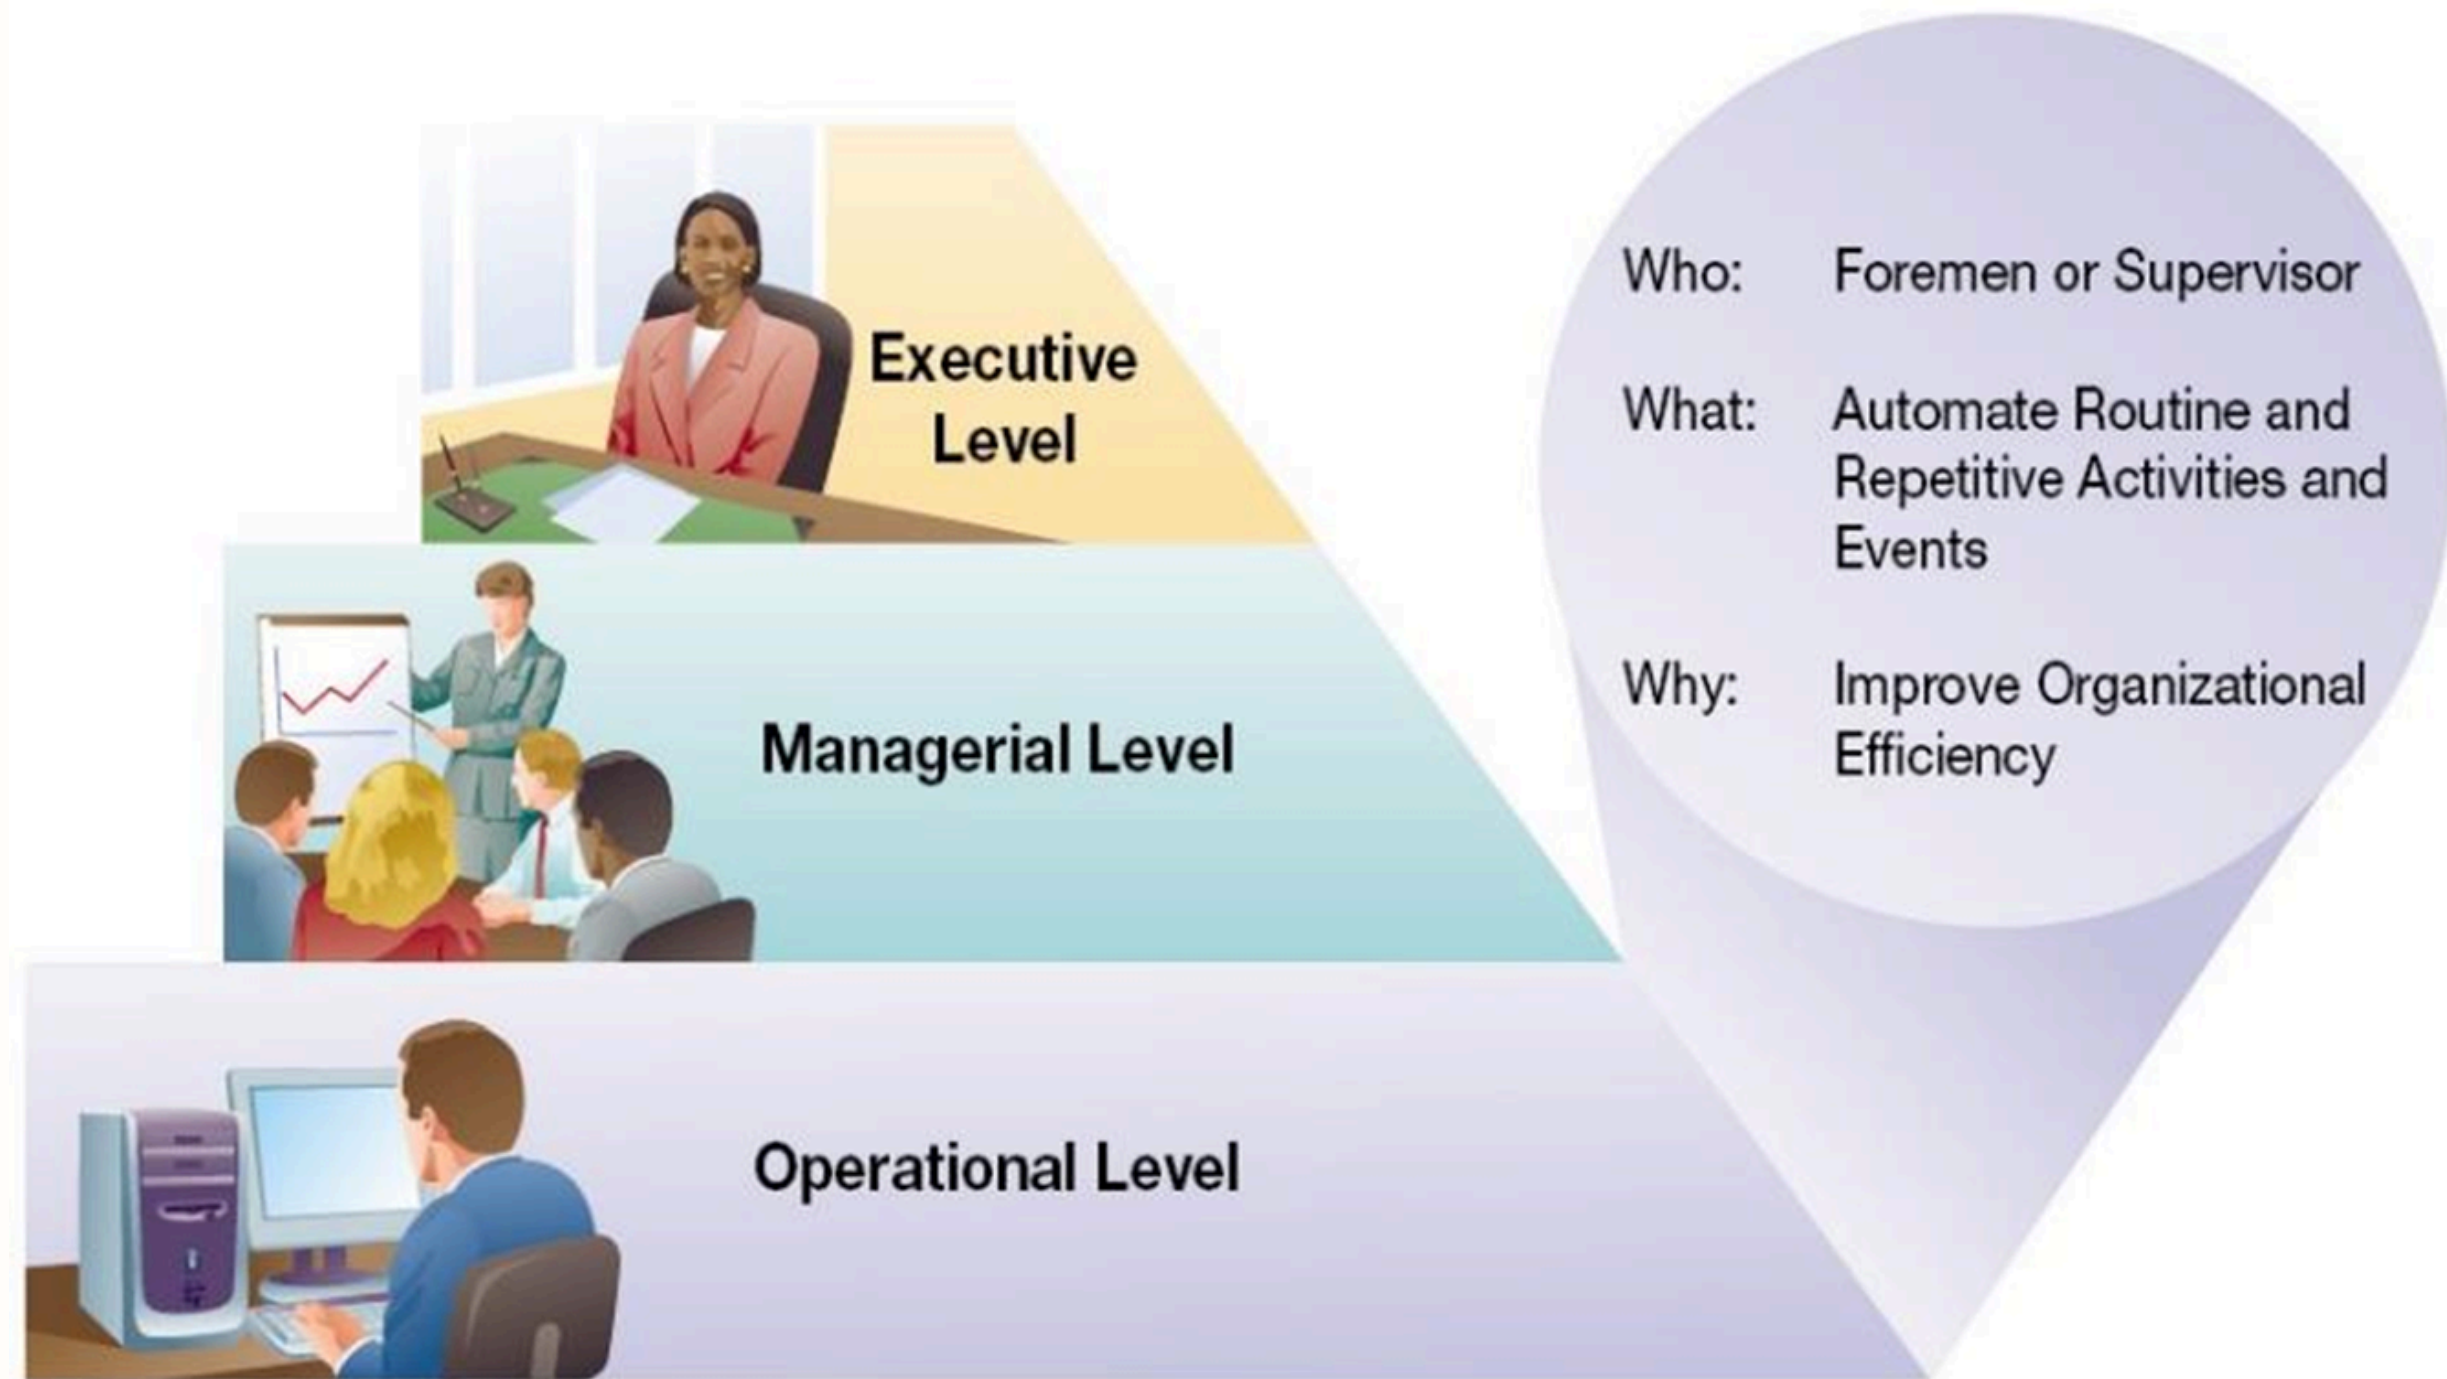 Executive
Level
Managerial Level
Operational Level
Who: Foremen or Supervisor
What: Automate Routine and
Repetitive Activities and
Events
Why: Improve Organizational
Efficiency